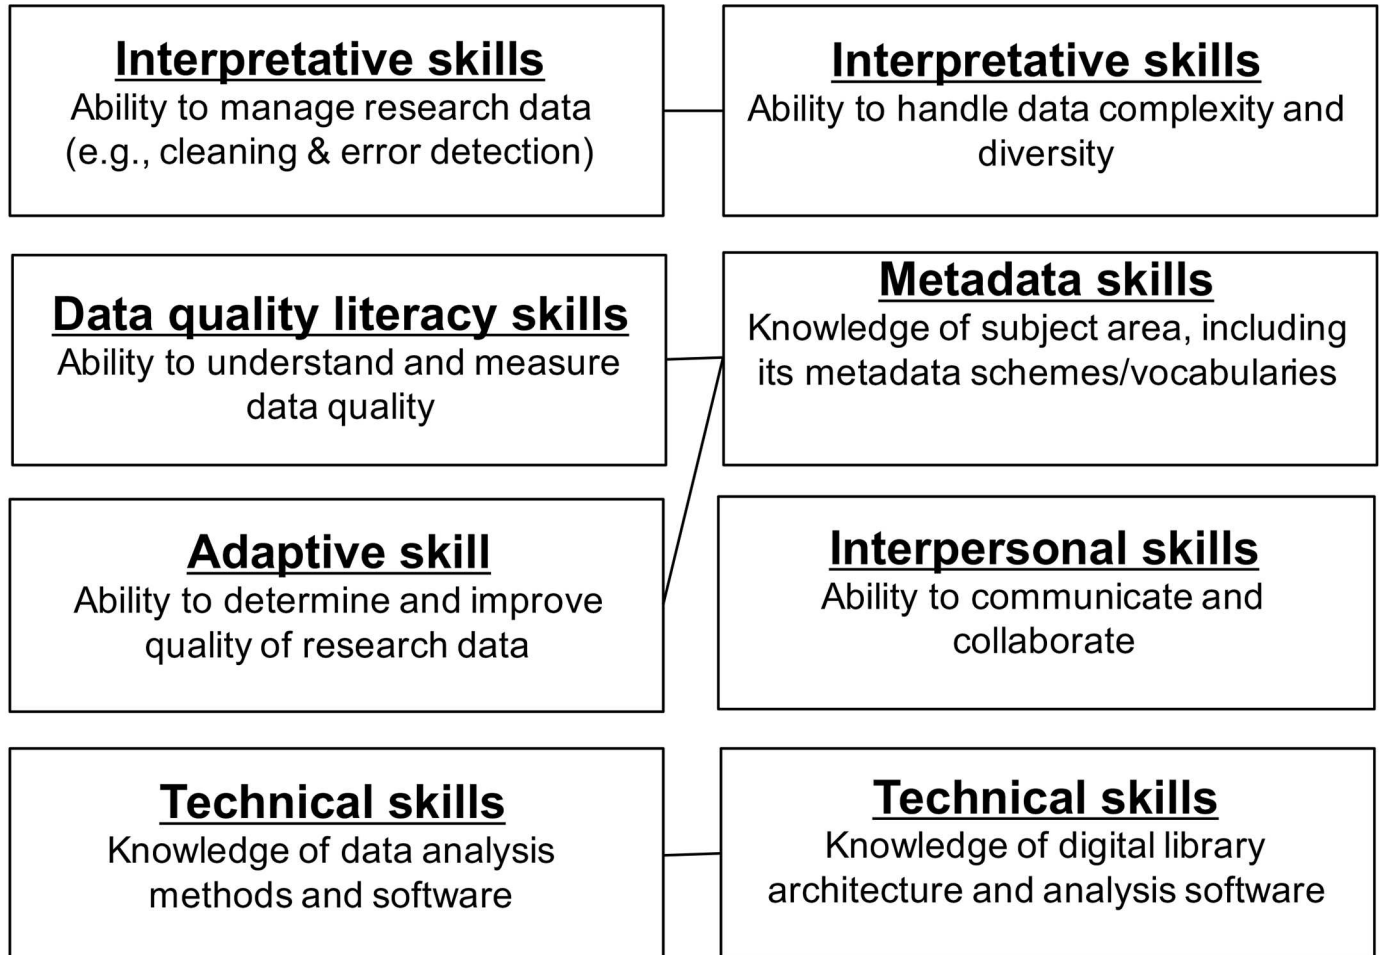 Interpretative skills
Ability to manage research data
(e.g., cleaning & error detection)
Interpretative skills
Ability to handle data complexity and
diversity
Data quality literacy skills
Ability to understand and measure
data quality
Metadata skills
Knowledge of subject area, including
its metadata schemes/vocabularies
Adaptive skill
Ability to determine and improve
quality of research data
Interpersonal skills
Ability to communicate and
collaborate
Technical skills
Knowledge of data analysis
methods and software
Technical skills
Knowledge of digital library
architecture and analysis software